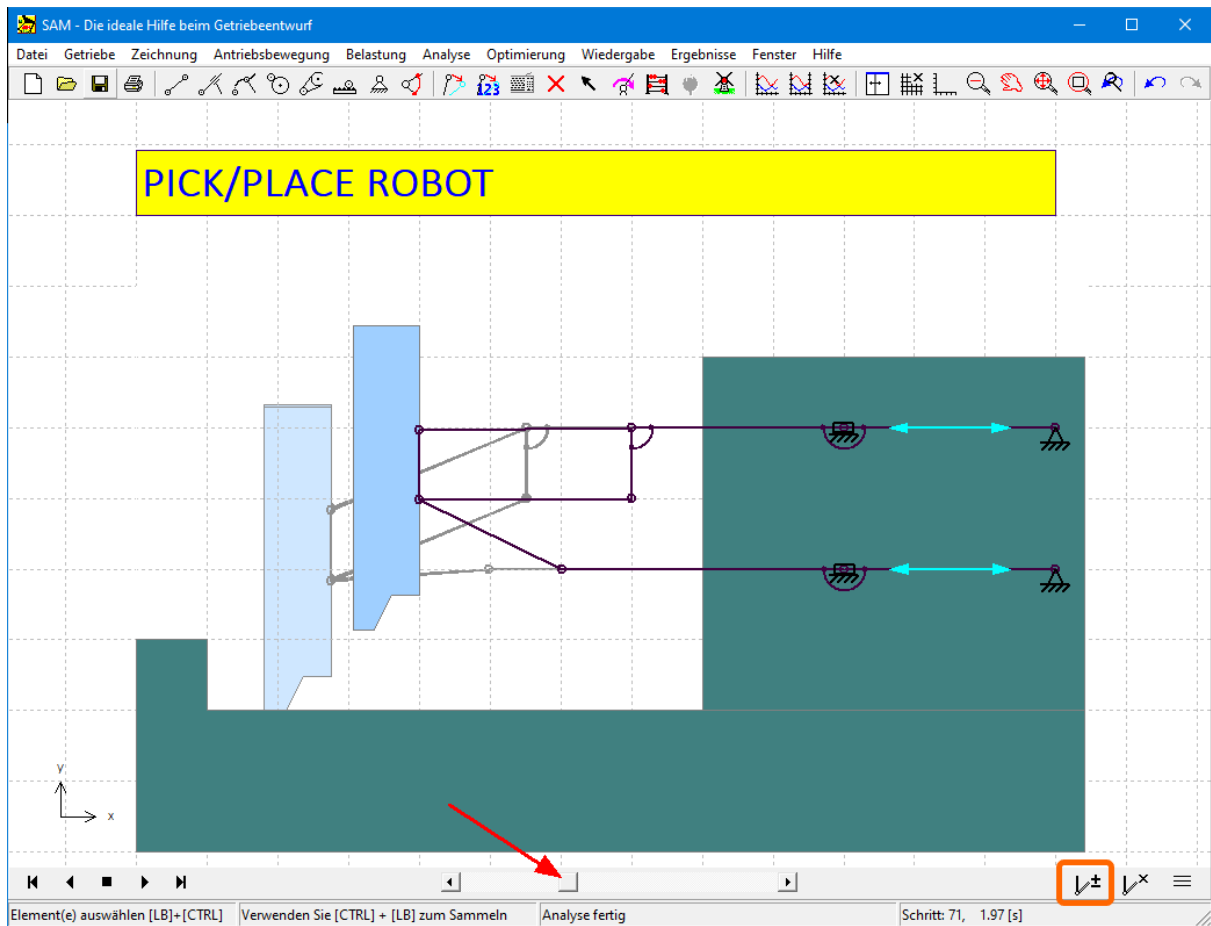 SAM - Die ideale Hilfe beim Getriebeentwurf
Datei Getriebe Zeichnung Antriebsbewegung Belastung Analyse Optimierung Wiedergabe Ergebnisse Fenster Hilfe
123
PICK/PLACE ROBOT
y
x
Element(e) auswählen [LB]+[CTRL] Verwenden Sie [CTRL] + [LB] zum Sammeln Analyse fertig Schritt: 71, 1.97 [s]